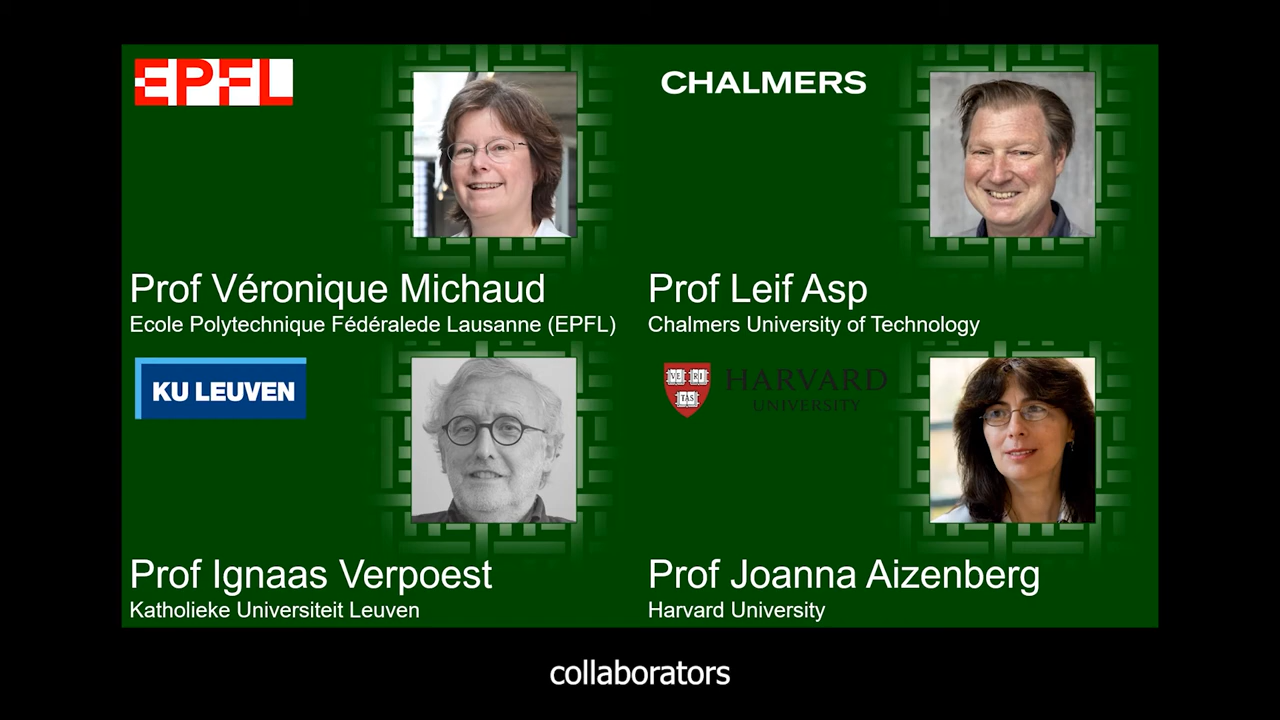 EPFL
CHALMERS
Prof Véronique Michaud
Ecole Polytechnique Fédéralede Lausanne (EPFL)
Prof Leif Asp
Chalmers University of Technology
KU LEUVEN
VE RI TAS
HARVARD
UNIVERSITY
Prof Ignaas Verpoest
Katholieke Universiteit Leuven
Prof Joanna Aizenberg
Harvard University
collaborators